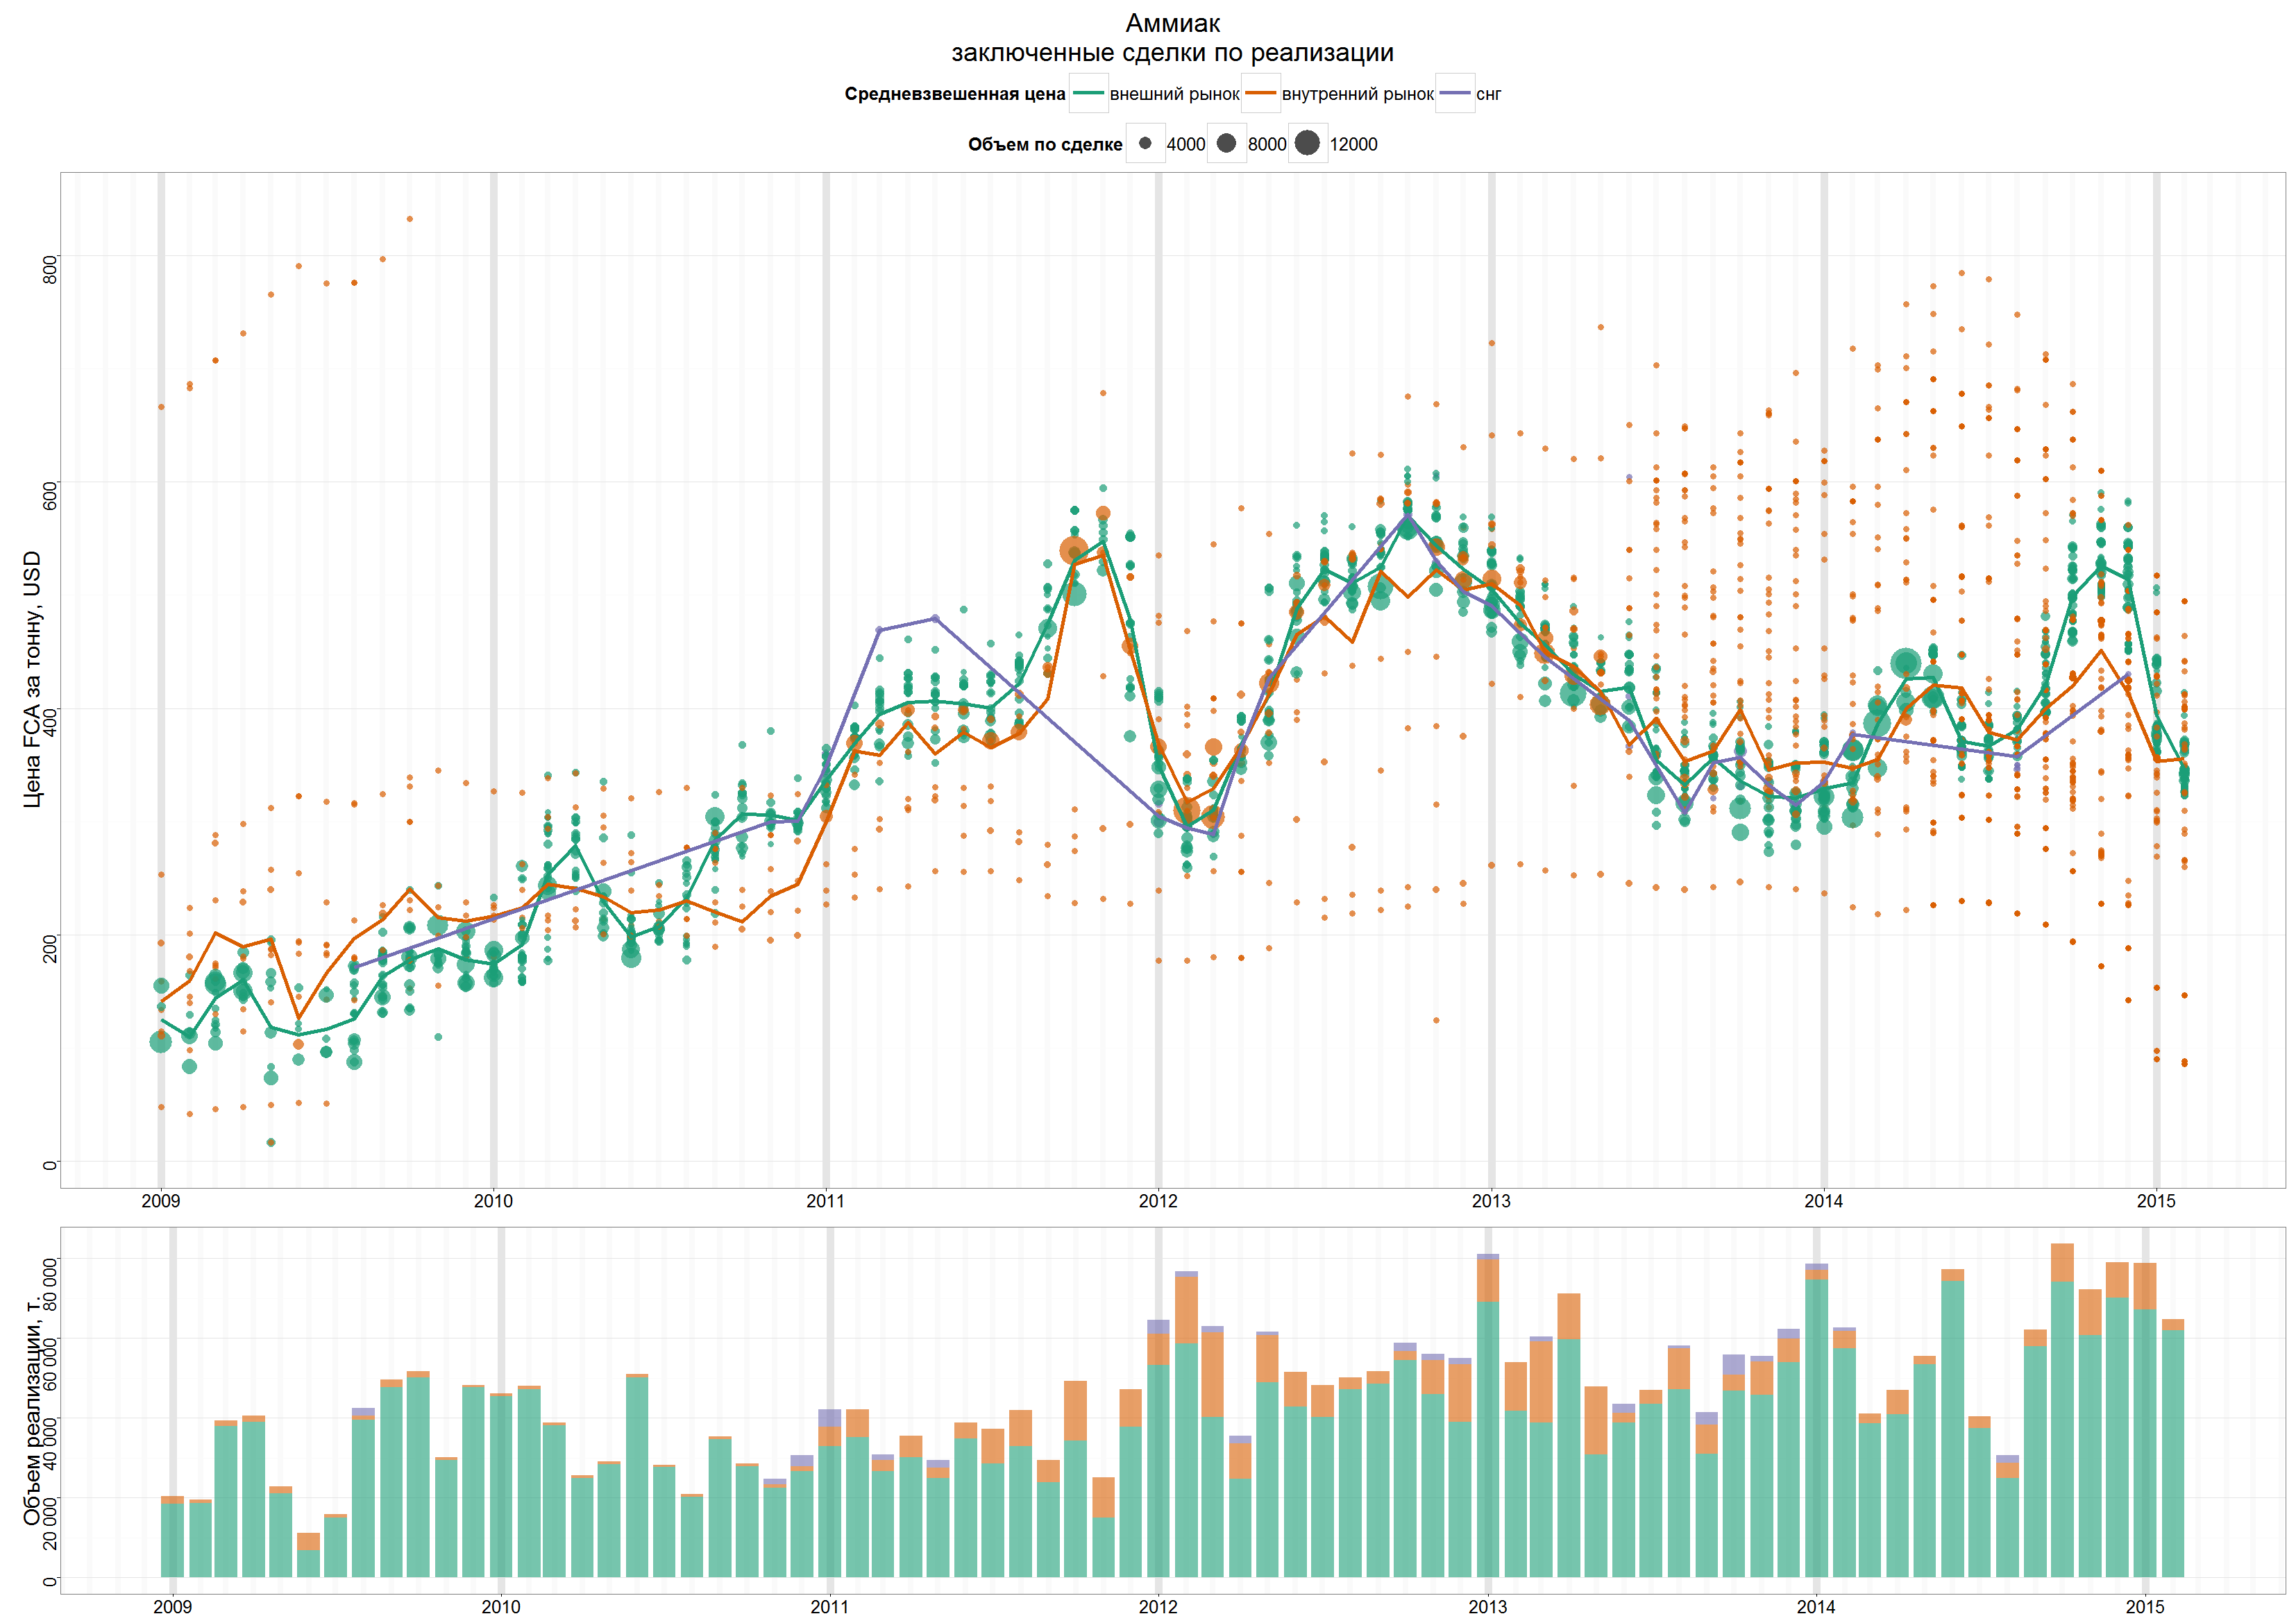 Аммиак
заключенные сделки по реализации
Средневзвешенная цена внешний рынок внутренний рынок снг
Объем по сделке 4000 8000 12000
Цена FCA за тонну, USD
800
600
400
200
0
2009 2010 2011 2012 2013 2014 2015
Объем реализации, т.
80 000
60 000
40 000
20 000
0
2009 2010 2011 2012 2013 2014 2015